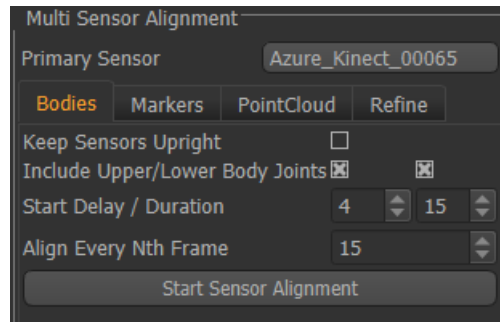 Multi Sensor Alignment
Primary Sensor Azure_Kinect_00065
Bodies Markers PointCloud Refine
Keep Sensors Upright
Include Upper/Lower Body Joints
Start Delay / Duration 4 15
Align Every Nth Frame 15
Start Sensor Alignment